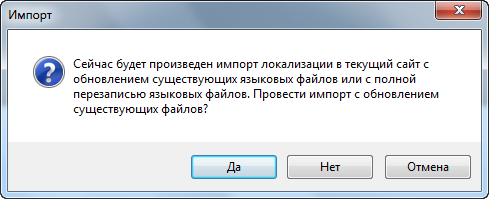 Импорт
Сейчас будет произведен импорт локализации в текущий сайт с
обновлением существующих языковых файлов или с полной
перезаписью языковых файлов. Провести импорт с обновлением
существующих файлов?
Да
Нет
Отмена